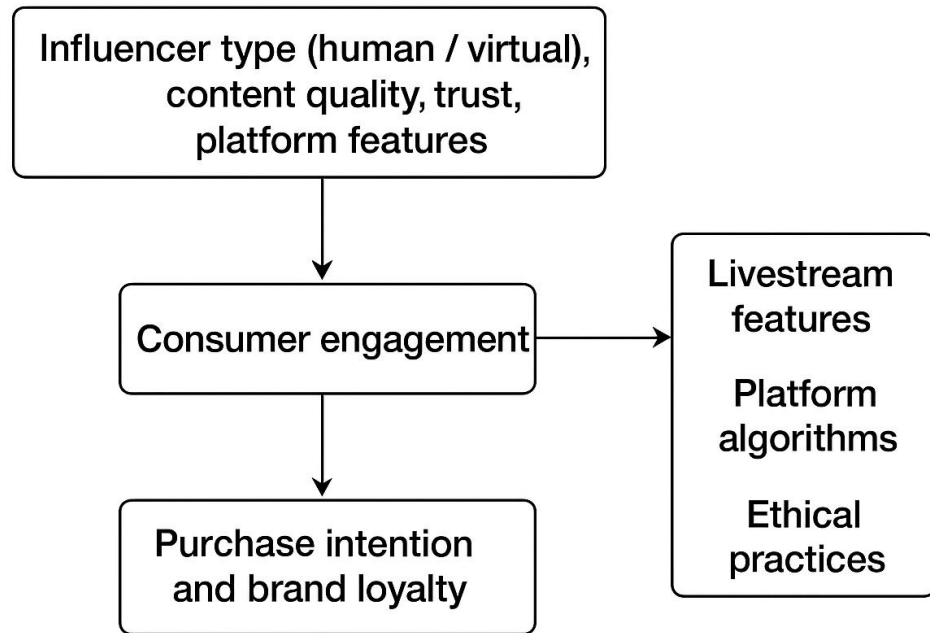 Influencer type (human / virtual),
content quality, trust,
platform features
Consumer engagement
Livestream
features
Platform
algorithms
Ethical
practices
Purchase intention
and brand loyalty